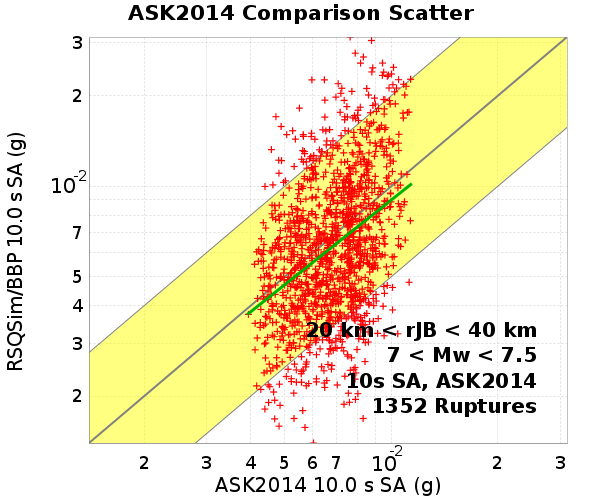 ASK2014 Comparison Scatter
RSQSim/BBP 10.0 s SA (g)
3
2
10-2
7
5
4
3
2
20 km < rJB < 40 km
7 < Mw < 7.5
10s SA, ASK2014
1352 Ruptures
2 3 4 5 6 7 10-2 2 3
ASK2014 10.0 s SA (g)